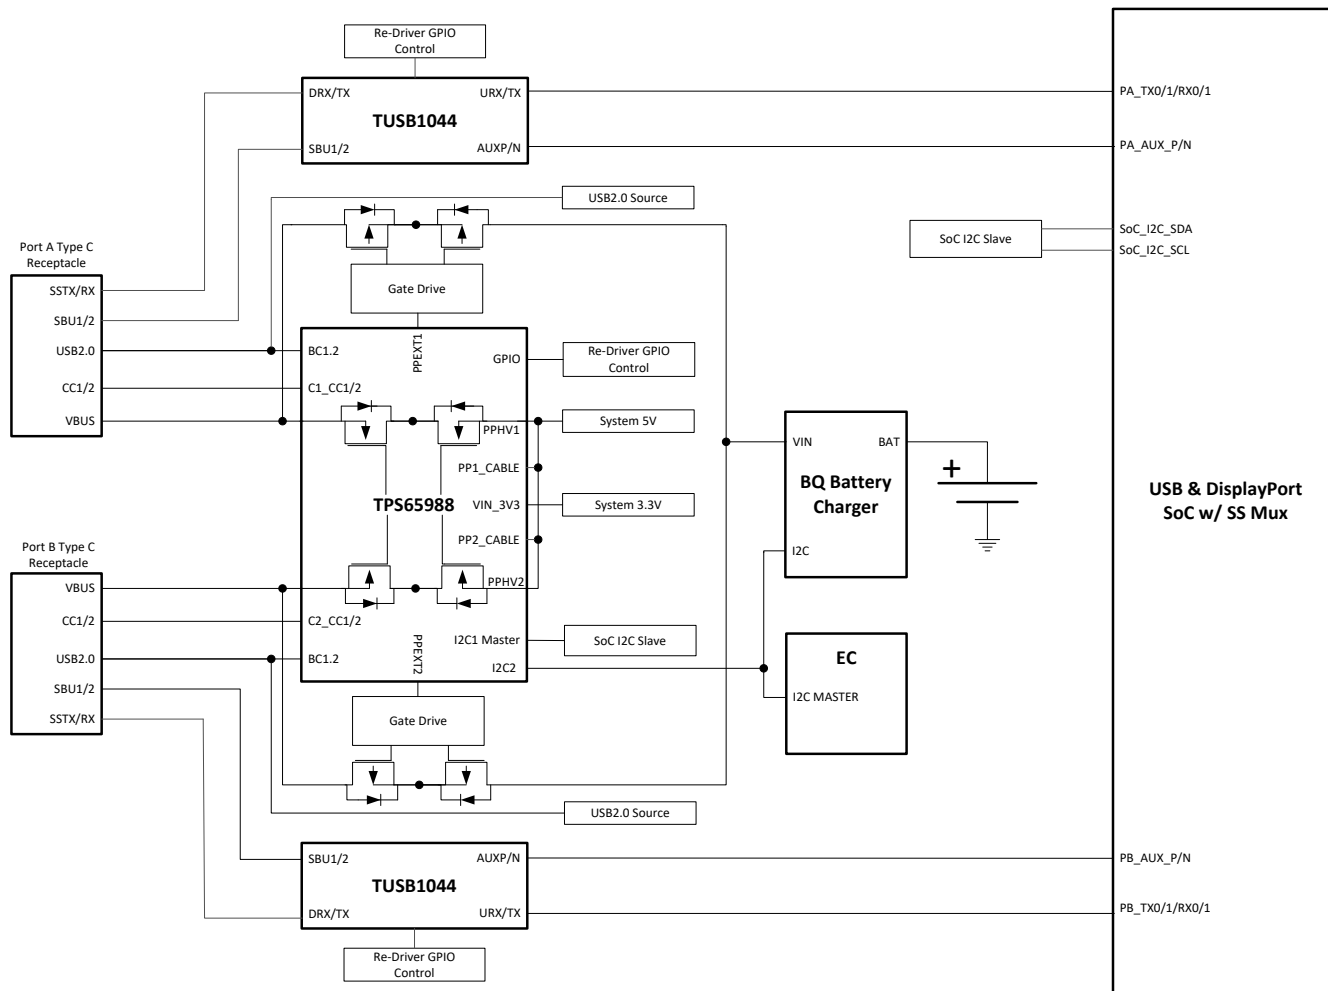 Re-Driver GPIO
Control
DRX/TX
URX/TX
TUSB1044
SBU1/2
AUXP/N
PA_TX0/1/RX0/1
PA_AUX_P/N
USB2.0 Source
SoC I2C Slave
SoC_I2C_SDA
SoC_I2C_SCL
Port A Type C
Receptacle
SSTX/RX
SBU1/2
USB2.0
CC1/2
VBUS
Gate Drive
PPEXT1
BC1.2
C1_CC1/2
GPIO
Re-Driver GPIO
Control
PPHV1
System 5V
PP1_CABLE
TPS65988
VIN_3V3
System 3.3V
PP2_CABLE
PPHV2
VIN
BAT
BQ Battery
Charger
I2C
+
USB & DisplayPort
SoC w/ SS Mux
Port B Type C
Receptacle
VBUS
CC1/2
USB2.0
SBU1/2
SSTX/RX
C2_CC1/2
BC1.2
PPEXT2
I2C1 Master
SoC I2C Slave
I2C2
EC
I2C MASTER
Gate Drive
USB2.0 Source
SBU1/2
AUXP/N
TUSB1044
DRX/TX
URX/TX
PB_AUX_P/N
PB_TX0/1/RX0/1
Re-Driver GPIO
Control